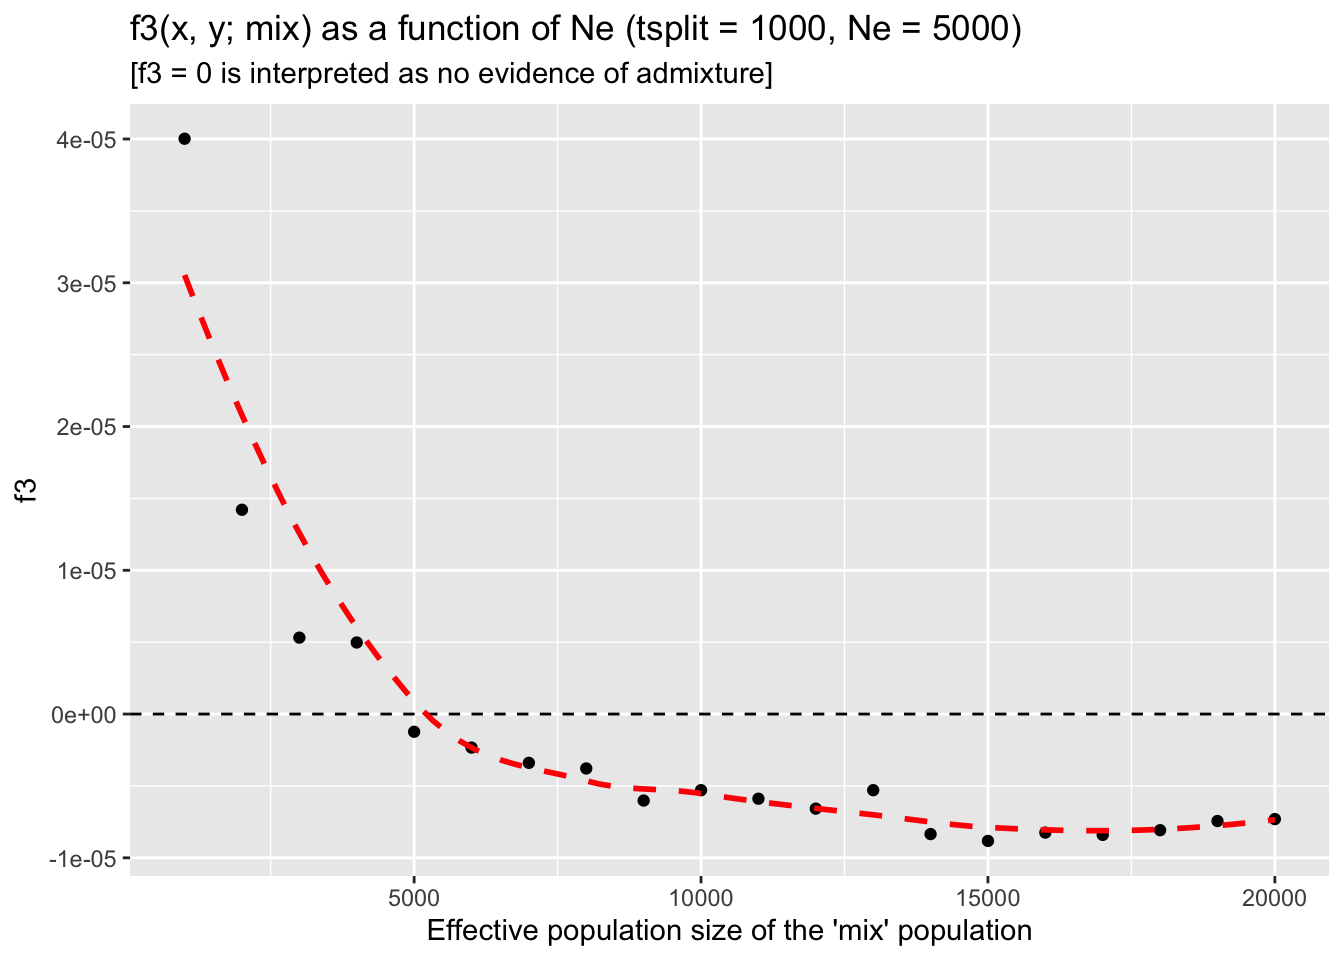 f3(x, y; mix) as a function of Ne (tsplit = 1000, Ne = 5000)
[f3 = 0 is interpreted as no evidence of admixture]
4e-05
3e-05
2e-05
1e-05
0e+00
-1e-05
f3
5000 10000 15000 20000
Effective population size of the 'mix' population